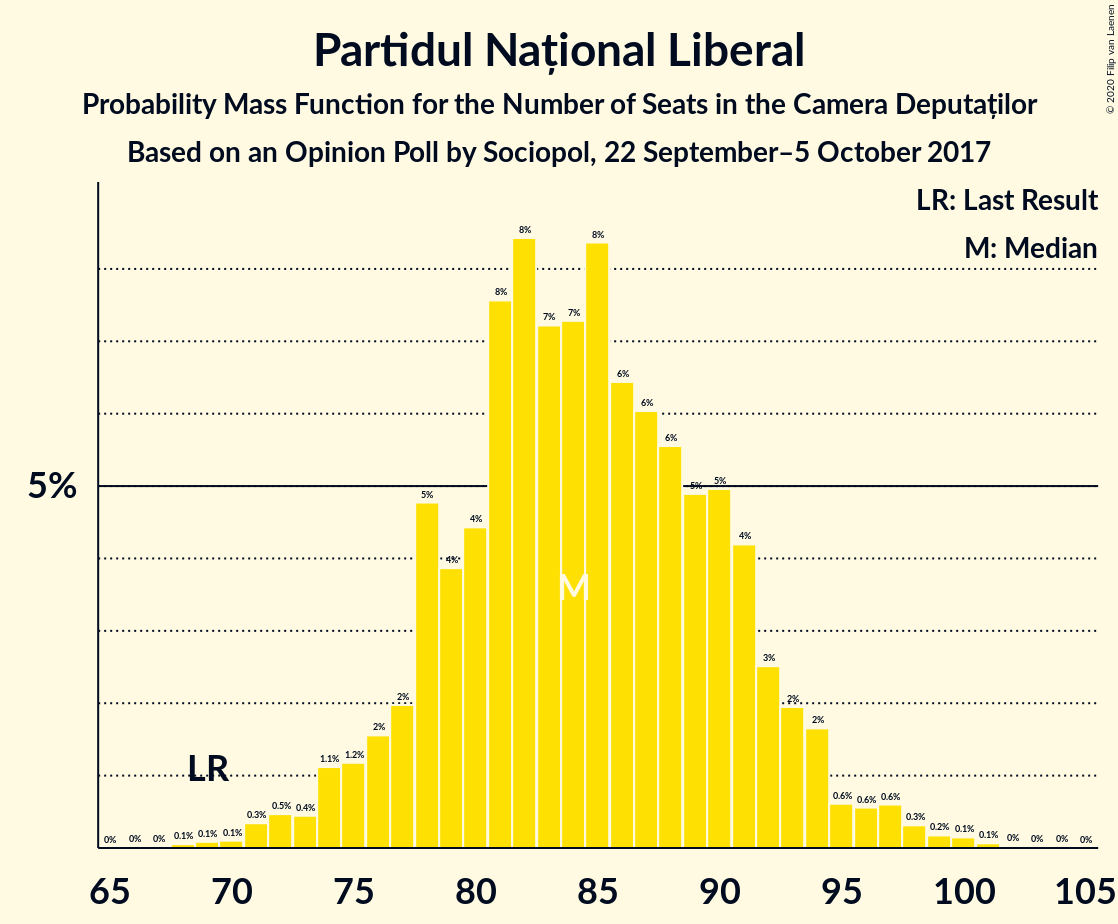 Partidul Național Liberal
Probability Mass Function for the Number of Seats in the Camera Deputaților
Based on an Opinion Poll by Sociopol, 22 September–5 October 2017
© 2020 Filip van Laenen
LR: Last Result
M: Median
5%
0% 0% 0% 0.1% 0.1% 0.1% 0.3% 0.5% 0.4% 1.1% 1.2% 2% 2% 5% 4% 4% 8% 8% 7% 7% 8% 6% 6% 6% 5% 5% 4% 3% 2% 2% 0.6% 0.6% 0.6% 0.3% 0.2% 0.1% 0.1% 0% 0% 0% 0%
M
LR
65 70 75 80 85 90 95 100 105